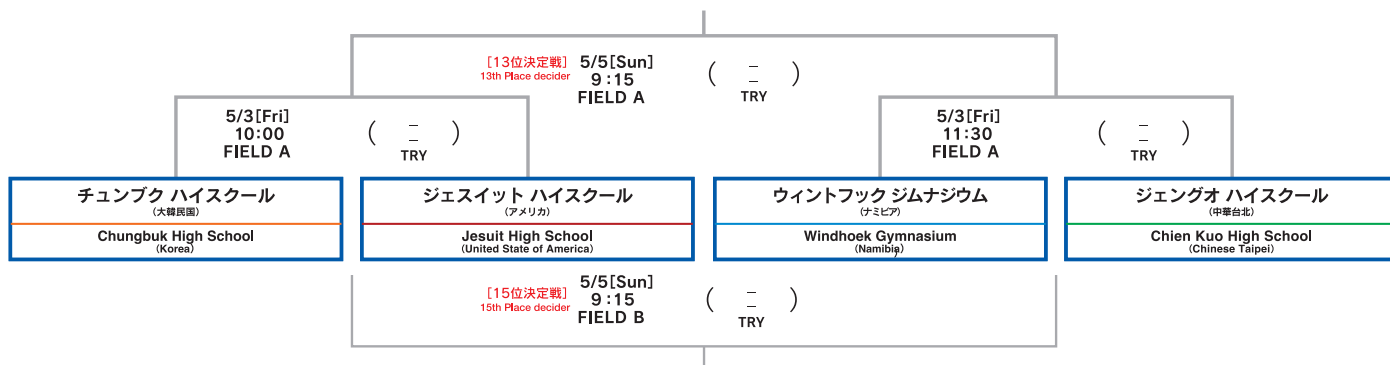 [13位決定戦] 5/5[Sun]
13th Place decider 9:15
FIELD A
( – – )
TRY
5/3[Fri]
10:00
FIELD A
( – – )
TRY
5/3[Fri]
11:30
FIELD A
( – – )
TRY
チュンブク ハイスクール
(大韓民国)
Chungbuk High School
(Korea)
ジェスイット ハイスクール
(アメリカ)
Jesuit High School
(United State of America)
ウィントフック ジムナジウム
(ナミビア)
Windhoek Gymnasium
(Namibia)
ジェングオ ハイスクール
(中華台北)
Chien Kuo High School
(Chinese Taipei)
[15位決定戦] 5/5[Sun]
15th Place decider 9:15
FIELD B
( – – )
TRY